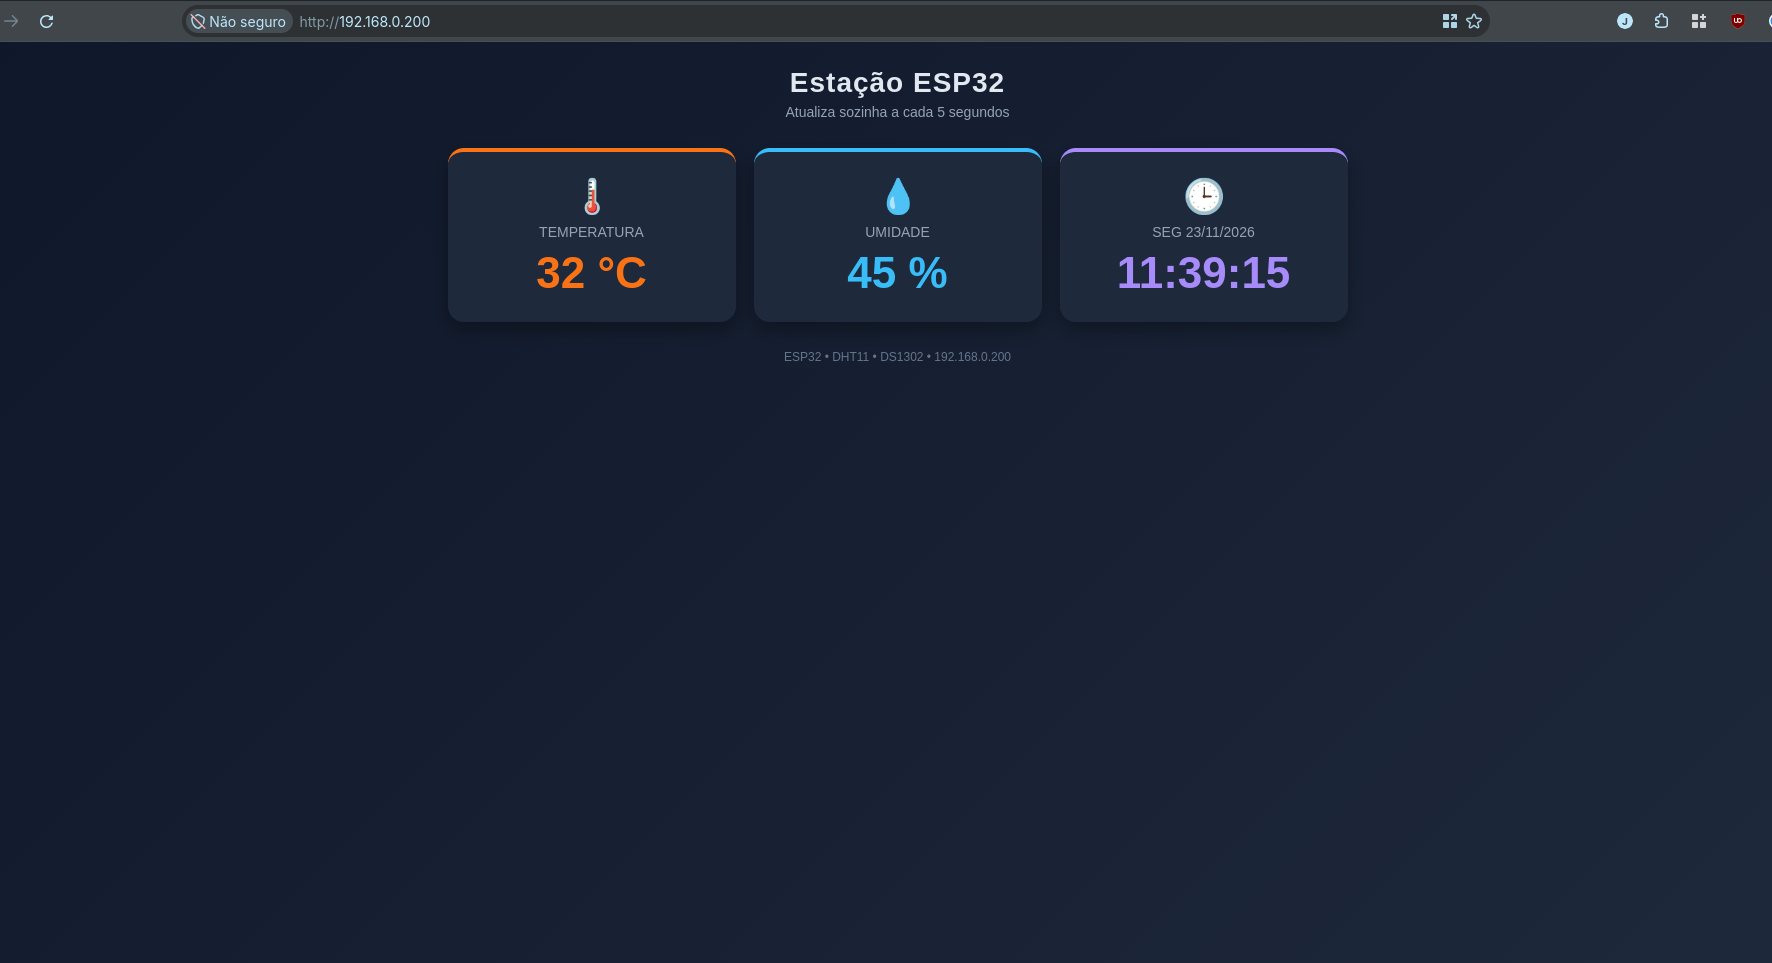 Não seguro http://192.168.0.200
J
UD
Estação ESP32
Atualiza sozinha a cada 5 segundos
TEMPERATURA
32 °C
UMIDADE
45 %
SEG 23/11/2026
11:39:15
ESP32 • DHT11 • DS1302 • 192.168.0.200